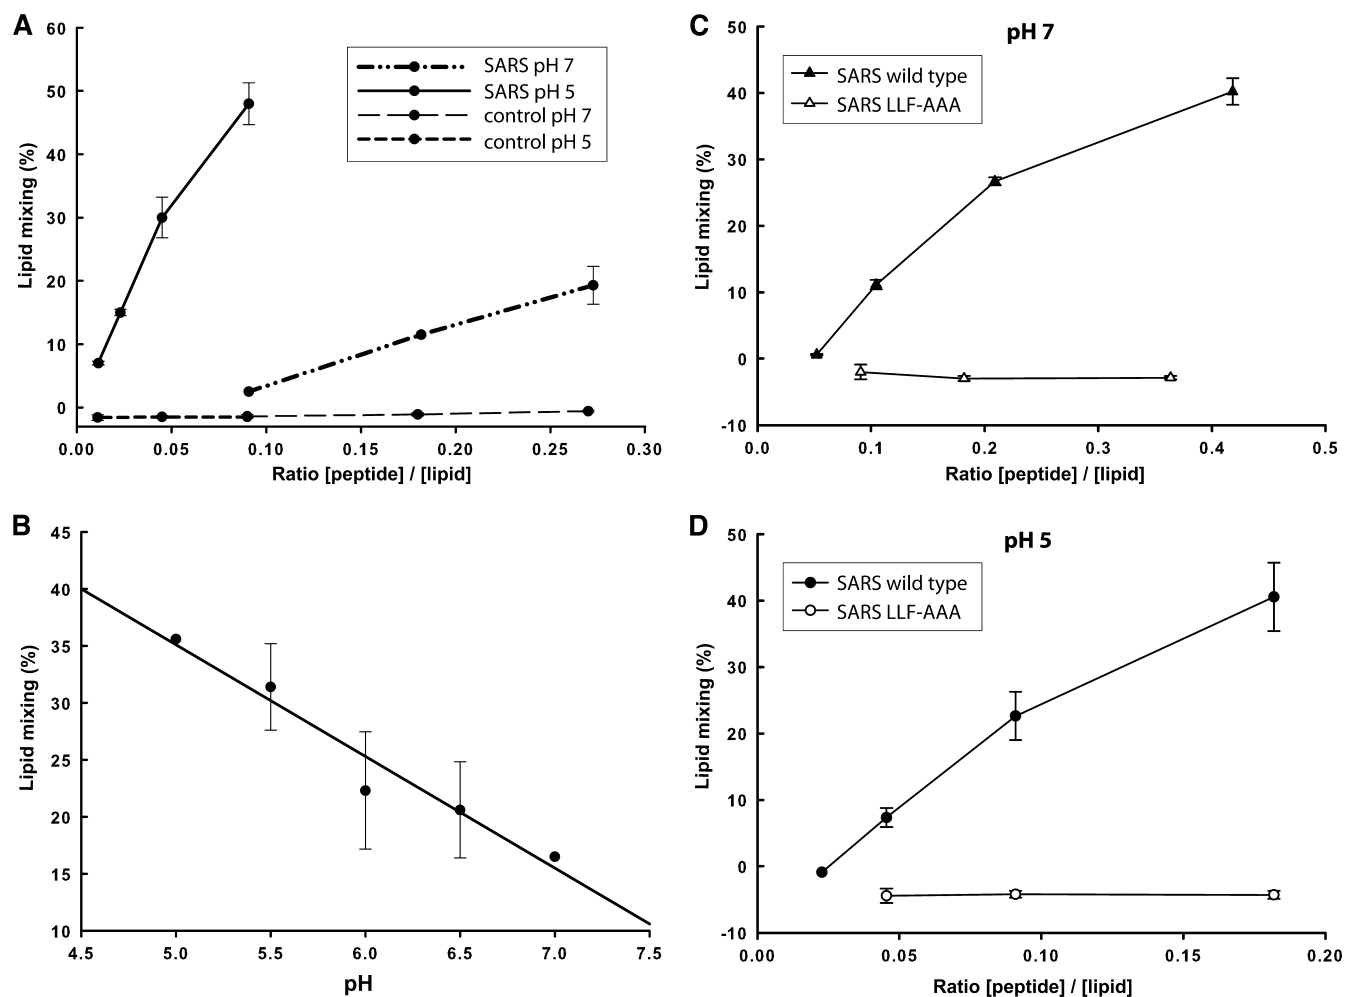 A
60
50
40
30
20
10
0
Lipid mixing (%)
SARS pH 7
SARS pH 5
control pH 7
control pH 5
0.00 0.05 0.10 0.15 0.20 0.25 0.30
Ratio [peptide] / [lipid]
C
pH 7
50
40
30
20
10
0
-10
Lipid mixing (%)
SARS wild type
SARS LLF-AAA
0.0 0.1 0.2 0.3 0.4 0.5
Ratio [peptide] / [lipid]
B
45
40
35
30
25
20
15
10
Lipid mixing (%)
4.5 5.0 5.5 6.0 6.5 7.0 7.5
pH
D
pH 5
50
40
30
20
10
0
-10
Lipid mixing (%)
SARS wild type
SARS LLF-AAA
0.00 0.05 0.10 0.15 0.20
Ratio [peptide] / [lipid]